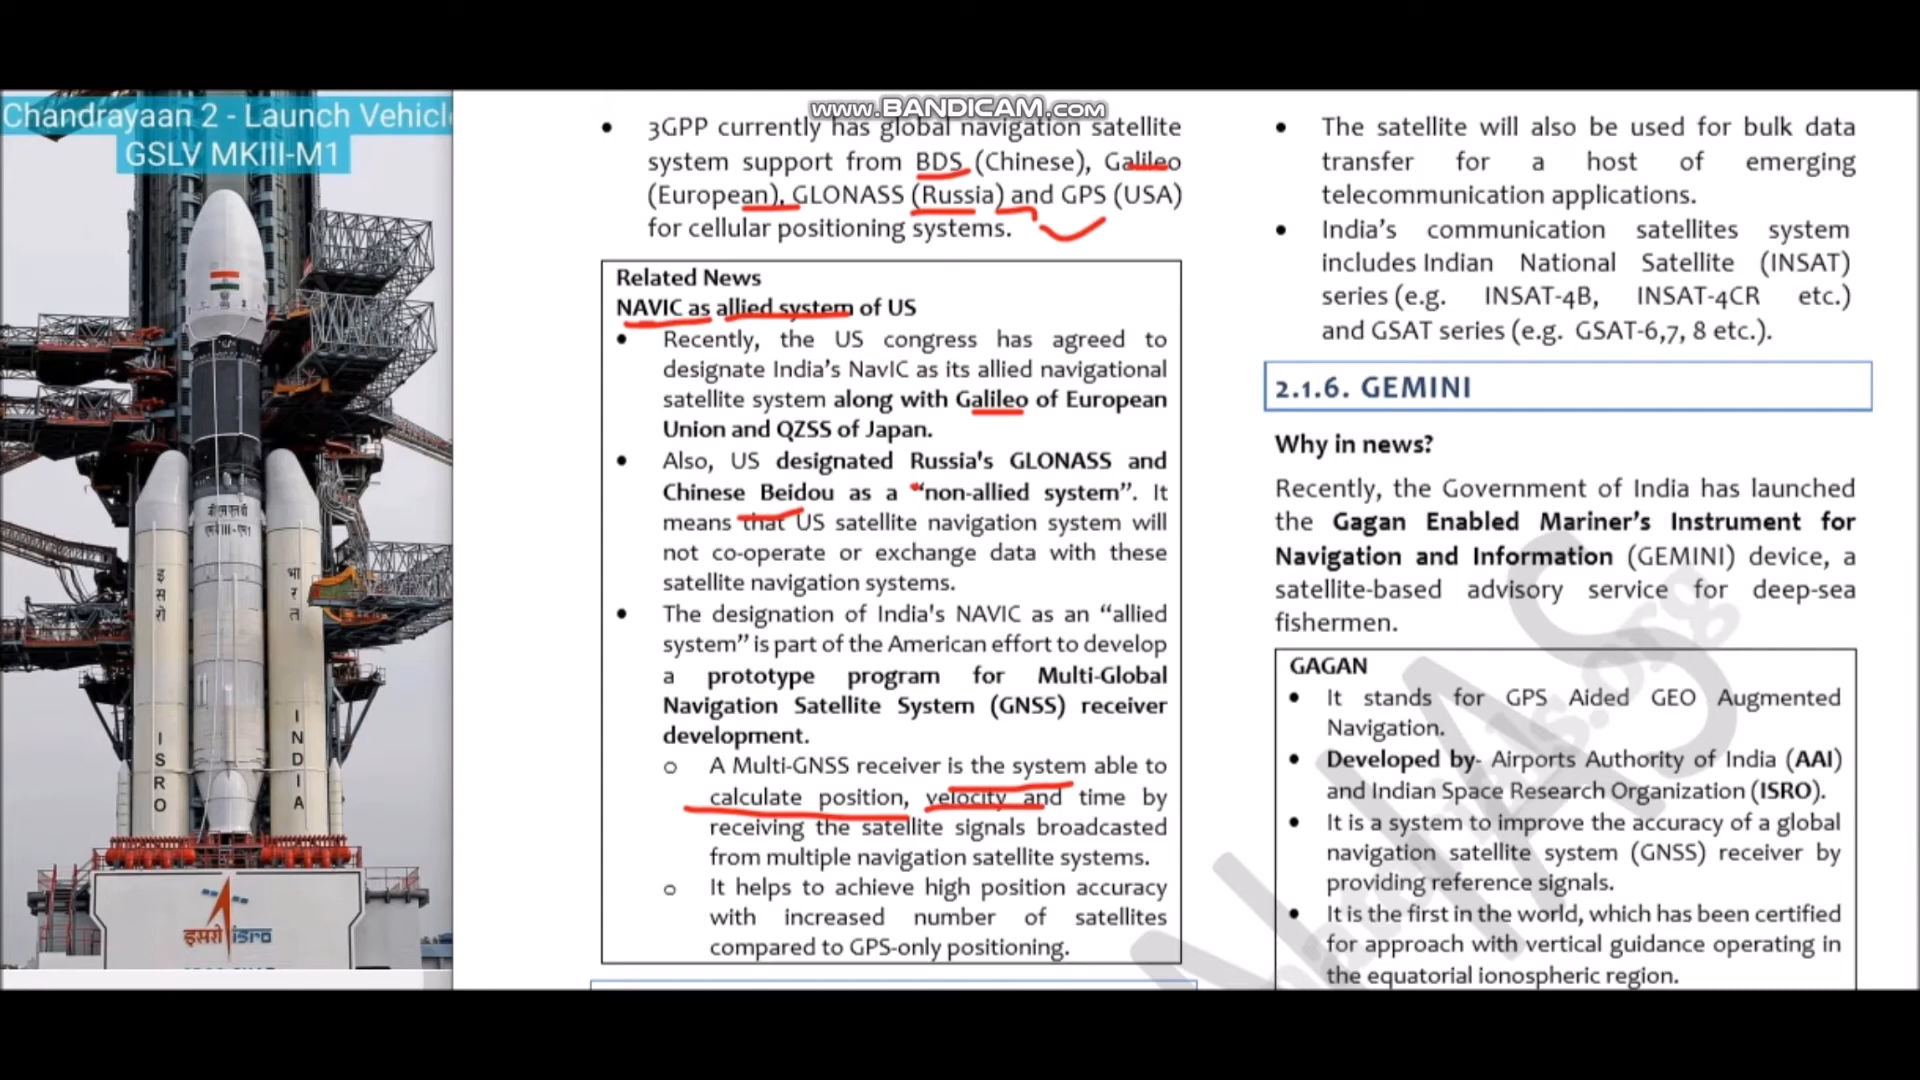 www.BANDICAM.com
Chandrayaan 2 - Launch Vehicl
GSLV MKIII-M1
जीएसएलवी
एमके III-एम1
इसरो
भारत
ISRO
INDIA
इसरो isro
• 3GPP currently has global navigation satellite
system support from BDS (Chinese), Galileo
(European), GLONASS (Russia) and GPS (USA)
for cellular positioning systems.
Related News
NAVIC as allied system of US
• Recently, the US congress has agreed to
designate India's NavIC as its allied navigational
satellite system along with Galileo of European
Union and QZSS of Japan.
• Also, US designated Russia's GLONASS and
Chinese Beidou as a "non-allied system". It
means that US satellite navigation system will
not co-operate or exchange data with these
satellite navigation systems.
• The designation of India's NAVIC as an "allied
system" is part of the American effort to develop
a prototype program for Multi-Global
Navigation Satellite System (GNSS) receiver
development.
o A Multi-GNSS receiver is the system able to
calculate position, velocity and time by
receiving the satellite signals broadcasted
from multiple navigation satellite systems.
o It helps to achieve high position accuracy
with increased number of satellites
compared to GPS-only positioning.
• The satellite will also be used for bulk data
transfer for a host of emerging
telecommunication applications.
• India's communication satellites system
includes Indian National Satellite (INSAT)
series (e.g. INSAT-4B, INSAT-4CR etc.)
and GSAT series (e.g. GSAT-6,7, 8 etc.).
2.1.6. GEMINI
Why in news?
Recently, the Government of India has launched
the Gagan Enabled Mariner's Instrument for
Navigation and Information (GEMINI) device, a
satellite-based advisory service for deep-sea
fishermen.
GAGAN
• It stands for GPS Aided GEO Augmented
Navigation.
• Developed by- Airports Authority of India (AAI)
and Indian Space Research Organization (ISRO).
• It is a system to improve the accuracy of a global
navigation satellite system (GNSS) receiver by
providing reference signals.
• It is the first in the world, which has been certified
for approach with vertical guidance operating in
the equatorial ionospheric region.